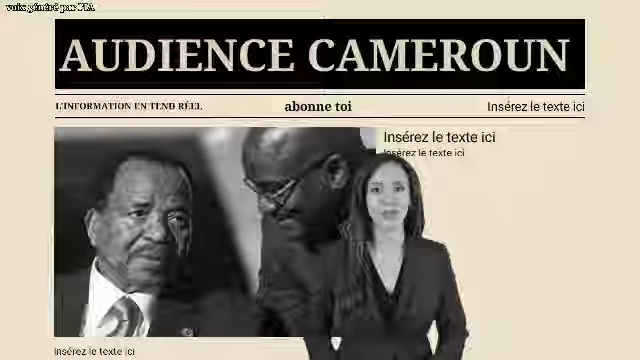 voix généré par l'IA
AUDIENCE CAMEROUN
L'INFORMATION EN TEND RÉEL
abonne toi
Insérez le texte ici
Insérez le texte ici
Insérez le texte ici
Insérez le texte ici